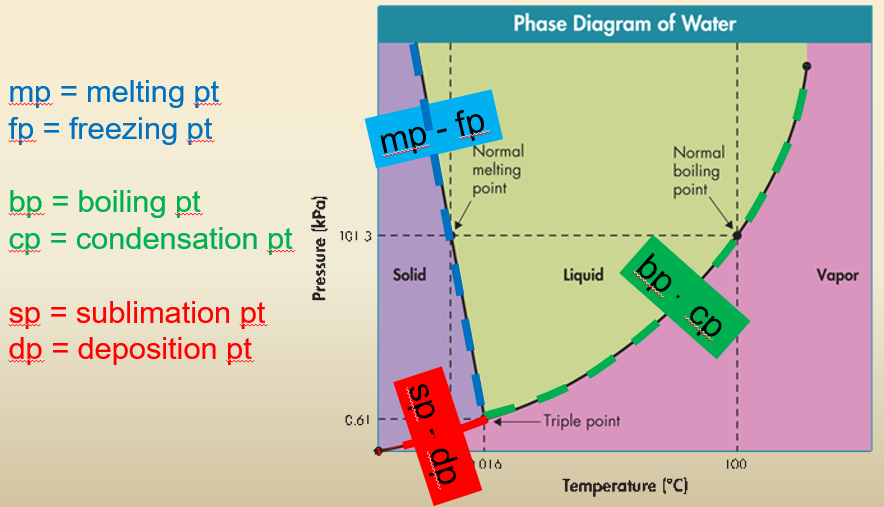 Phase Diagram of Water
mp = melting pt
fp = freezing pt
bp = boiling pt
cp = condensation pt
sp = sublimation pt
dp = deposition pt
mp - fp
Normal
melting
point
Normal
boiling
point
Pressure (kPa)
101.3
Solid
Liquid
Vapor
bp · cp
sp - dp
0.61
Triple point
016
100
Temperature (°C)